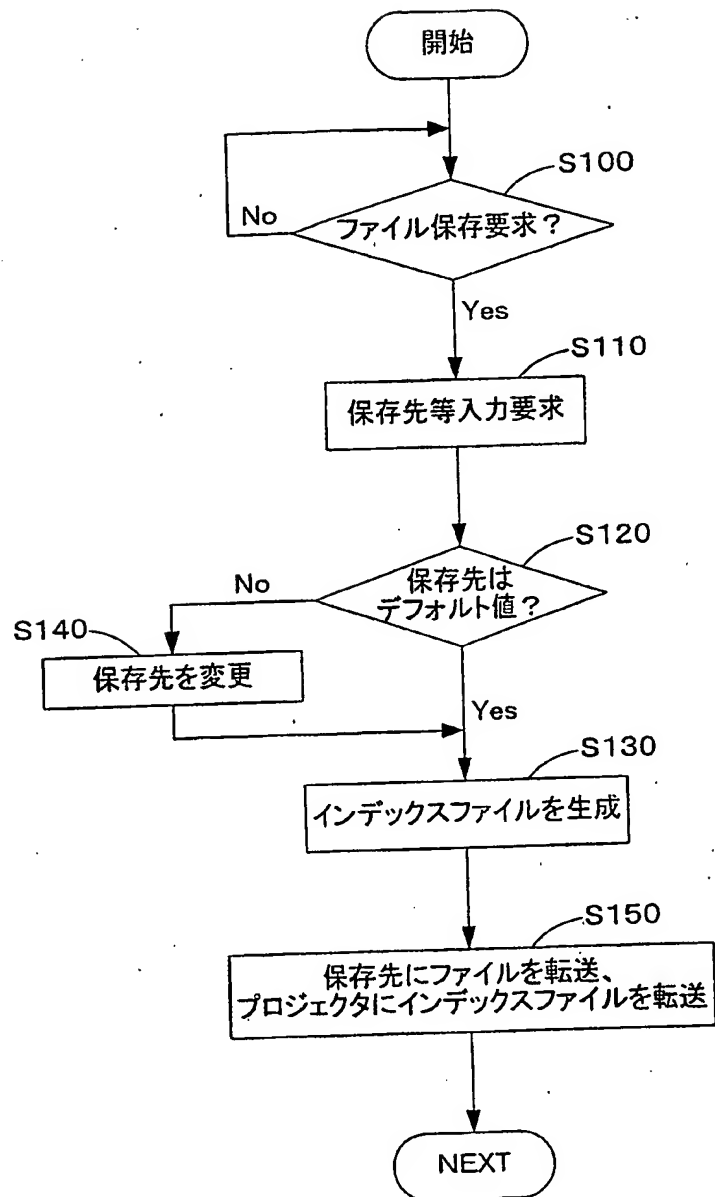 開始
S100
ファイル保存要求？
No
Yes
S110
保存先等入力要求
S120
保存先は
デフォルト値？
No
S140
保存先を変更
Yes
S130
インデックスファイルを生成
S150
保存先にファイルを転送、
プロジェクタにインデックスファイルを転送
NEXT